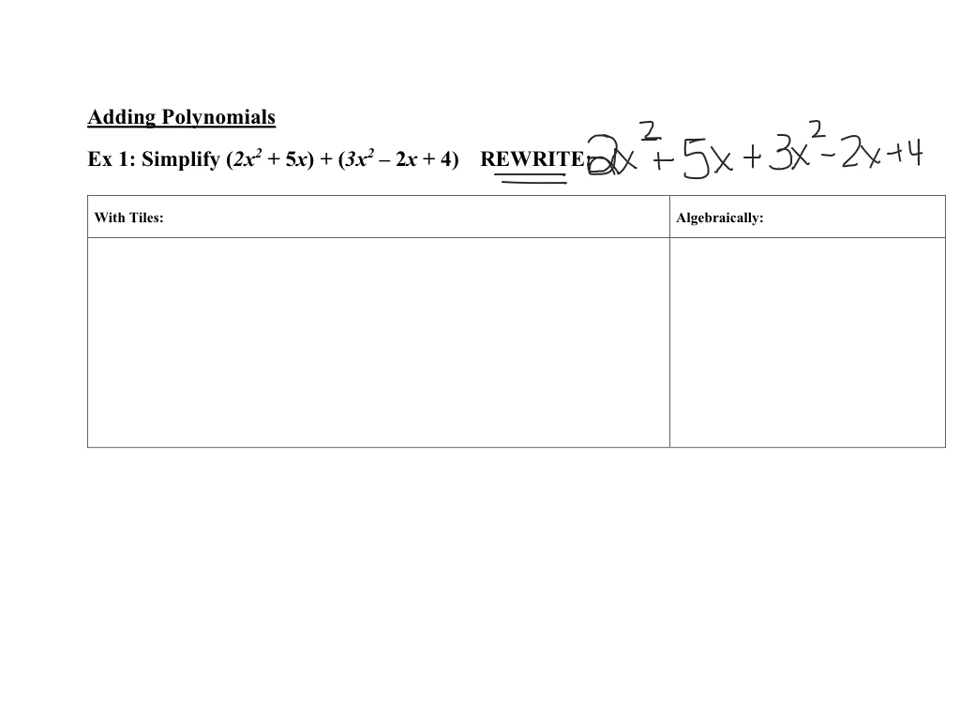 Adding Polynomials
Ex 1: Simplify (2x² + 5x) + (3x² – 2x + 4) REWRITE: 2x² + 5x + 3x² - 2x + 4
With Tiles: Algebraically: